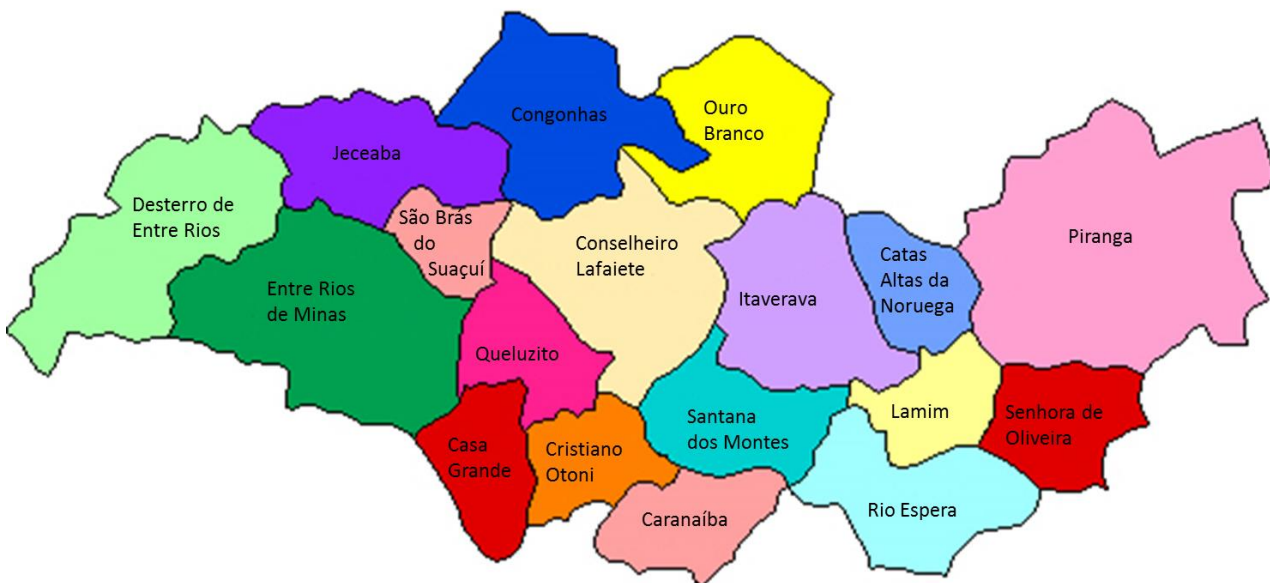 Congonhas
Ouro
Branco
Jeceaba
Desterro de
Entre Rios
São Brás
do
Suaçuí
Conselheiro
Lafaiete
Piranga
Catas
Altas da
Noruega
Itaverava
Entre Rios
de Minas
Queluzito
Lamim
Senhora de
Oliveira
Santana
dos Montes
Casa
Grande
Cristiano
Otoni
Caranaíba
Rio Espera